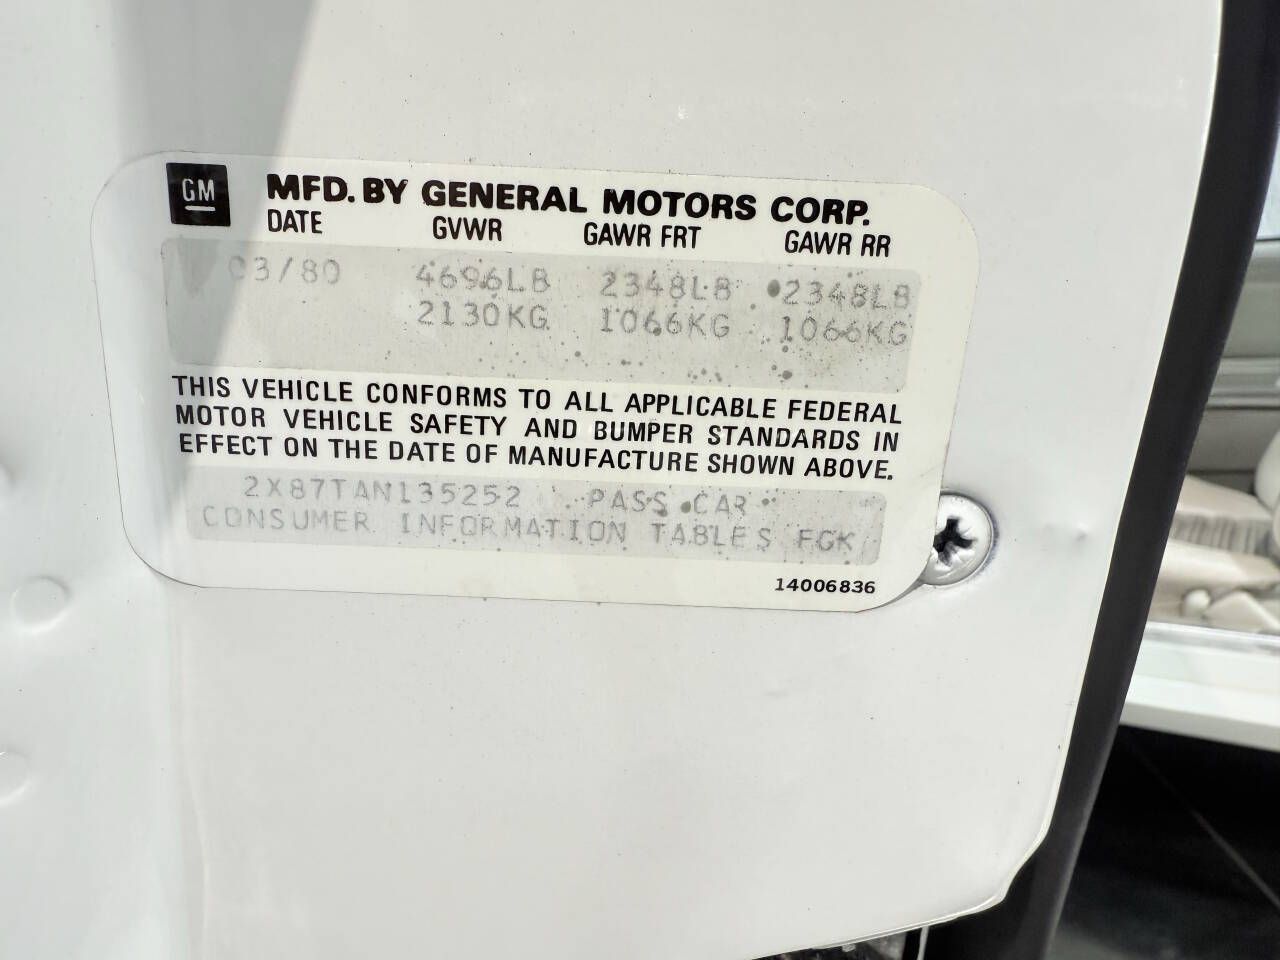 GM
MFD. BY GENERAL MOTORS CORP.
DATE GVWR GAWR FRT GAWR RR
03/80 4696LB 2348LB 2348LB
2130KG 1066KG 1066KG
THIS VEHICLE CONFORMS TO ALL APPLICABLE FEDERAL
MOTOR VEHICLE SAFETY AND BUMPER STANDARDS IN
EFFECT ON THE DATE OF MANUFACTURE SHOWN ABOVE.
2X87TAN135252 PASS CAR
CONSUMER INFORMATION TABLES FGK
14006836